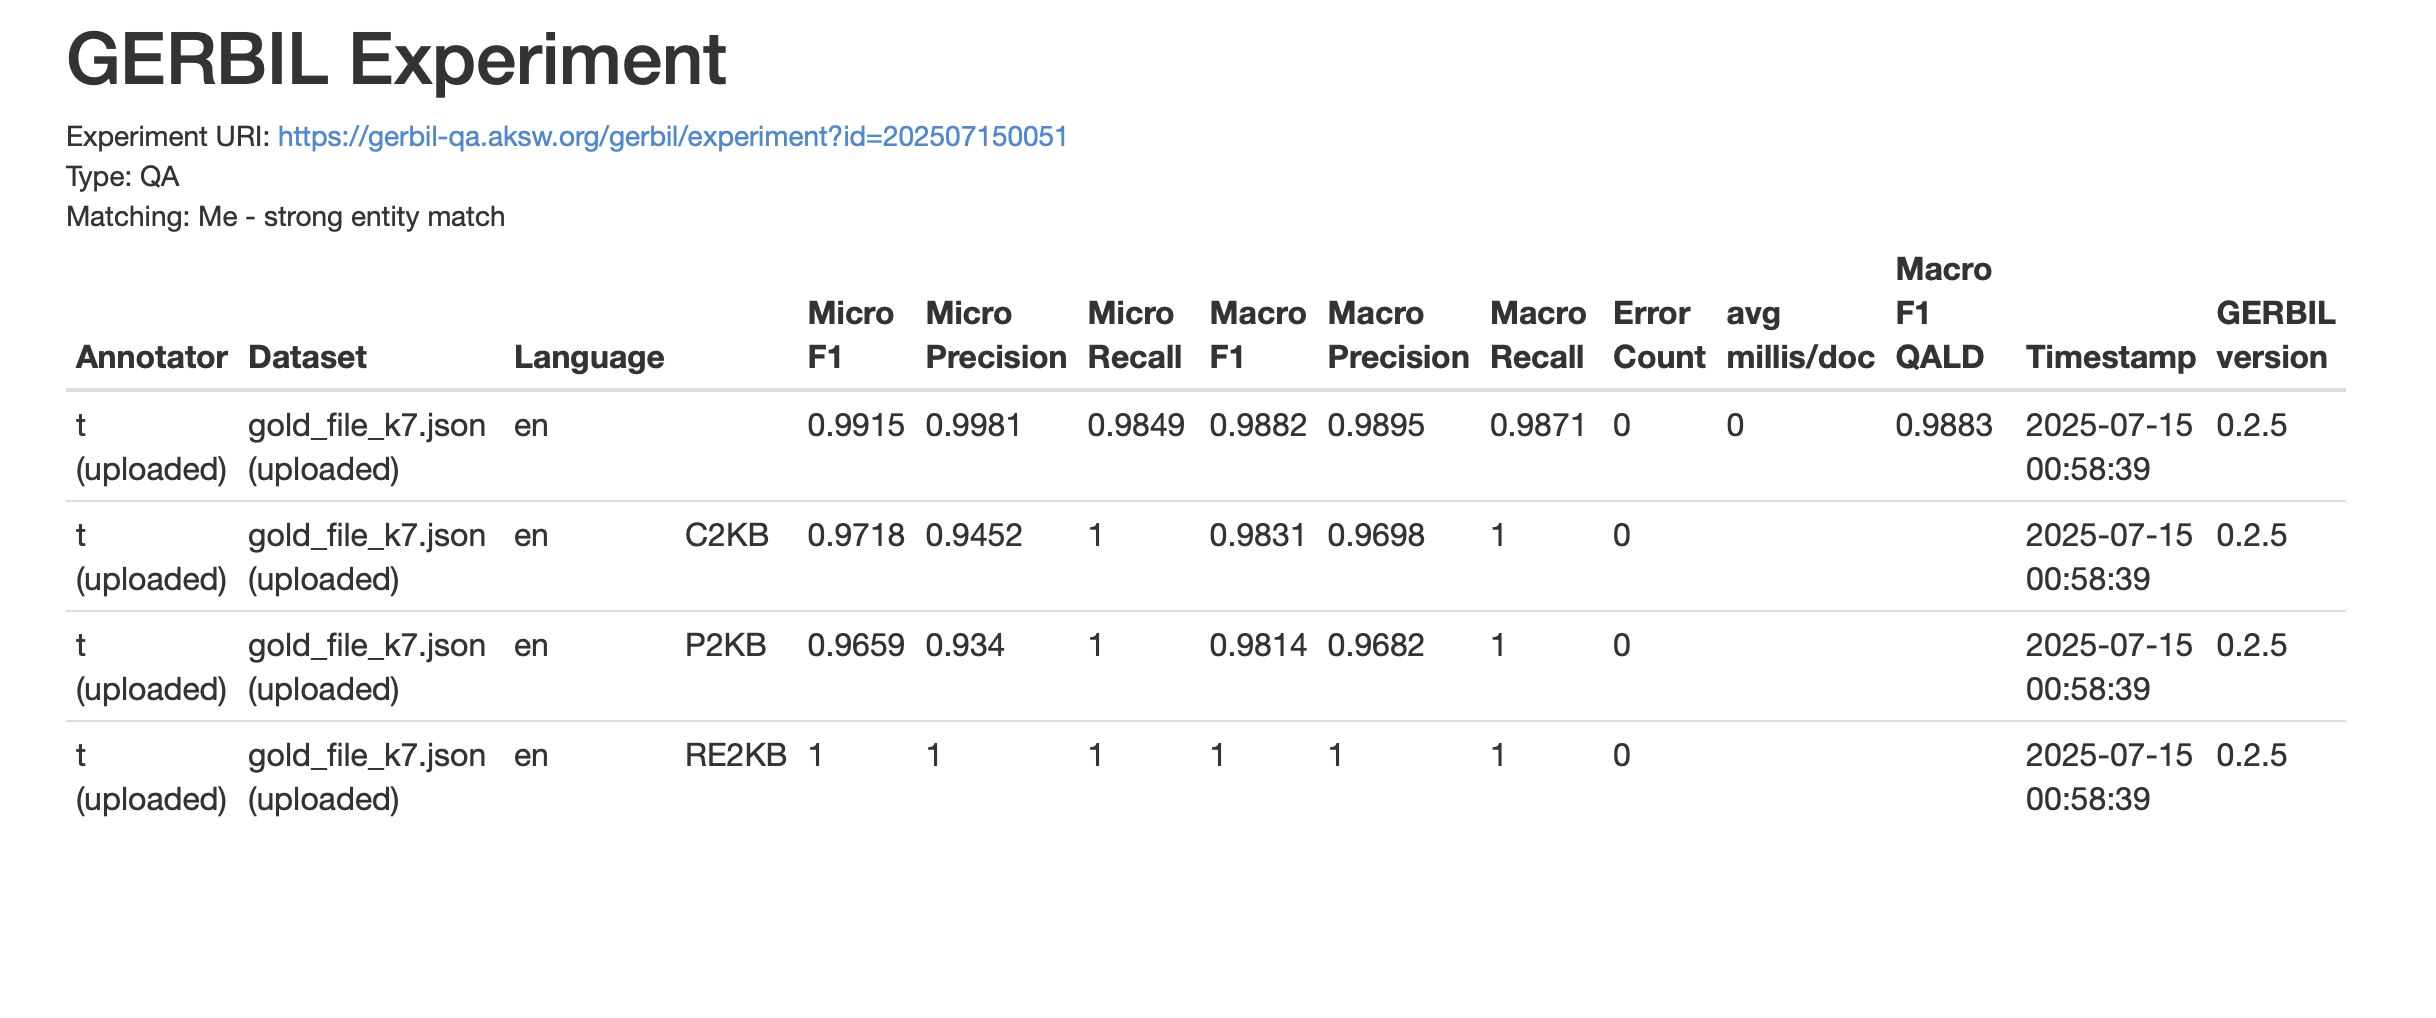 GERBIL Experiment
Experiment URI: https://gerbil-qa.aksw.org/gerbil/experiment?id=202507150051
Type: QA
Matching: Me - strong entity match
Macro
Micro Micro Micro Macro Macro Macro Error avg F1 GERBIL
Annotator Dataset Language F1 Precision Recall F1 Precision Recall Count millis/doc QALD Timestamp version
t gold_file_k7.json en 0.9915 0.9981 0.9849 0.9882 0.9895 0.9871 0 0 0.9883 2025-07-15 0.2.5
(uploaded) (uploaded) 00:58:39
t gold_file_k7.json en C2KB 0.9718 0.9452 1 0.9831 0.9698 1 0 2025-07-15 0.2.5
(uploaded) (uploaded) 00:58:39
t gold_file_k7.json en P2KB 0.9659 0.934 1 0.9814 0.9682 1 0 2025-07-15 0.2.5
(uploaded) (uploaded) 00:58:39
t gold_file_k7.json en RE2KB 1 1 1 1 1 1 0 2025-07-15 0.2.5
(uploaded) (uploaded) 00:58:39